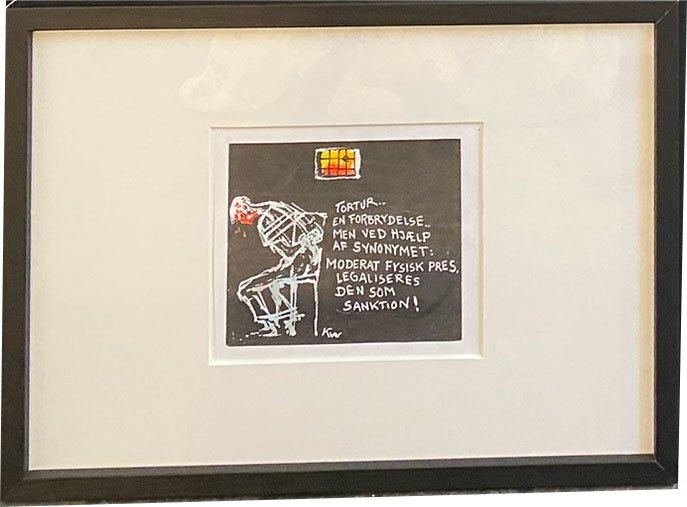 TORTUR..
EN FORBRYDELSE..
MEN VED HJÆLP
AF SYNONYMET:
MODERAT FYSISK PRES,
LEGALISERES
DEN SOM
SANKTION!